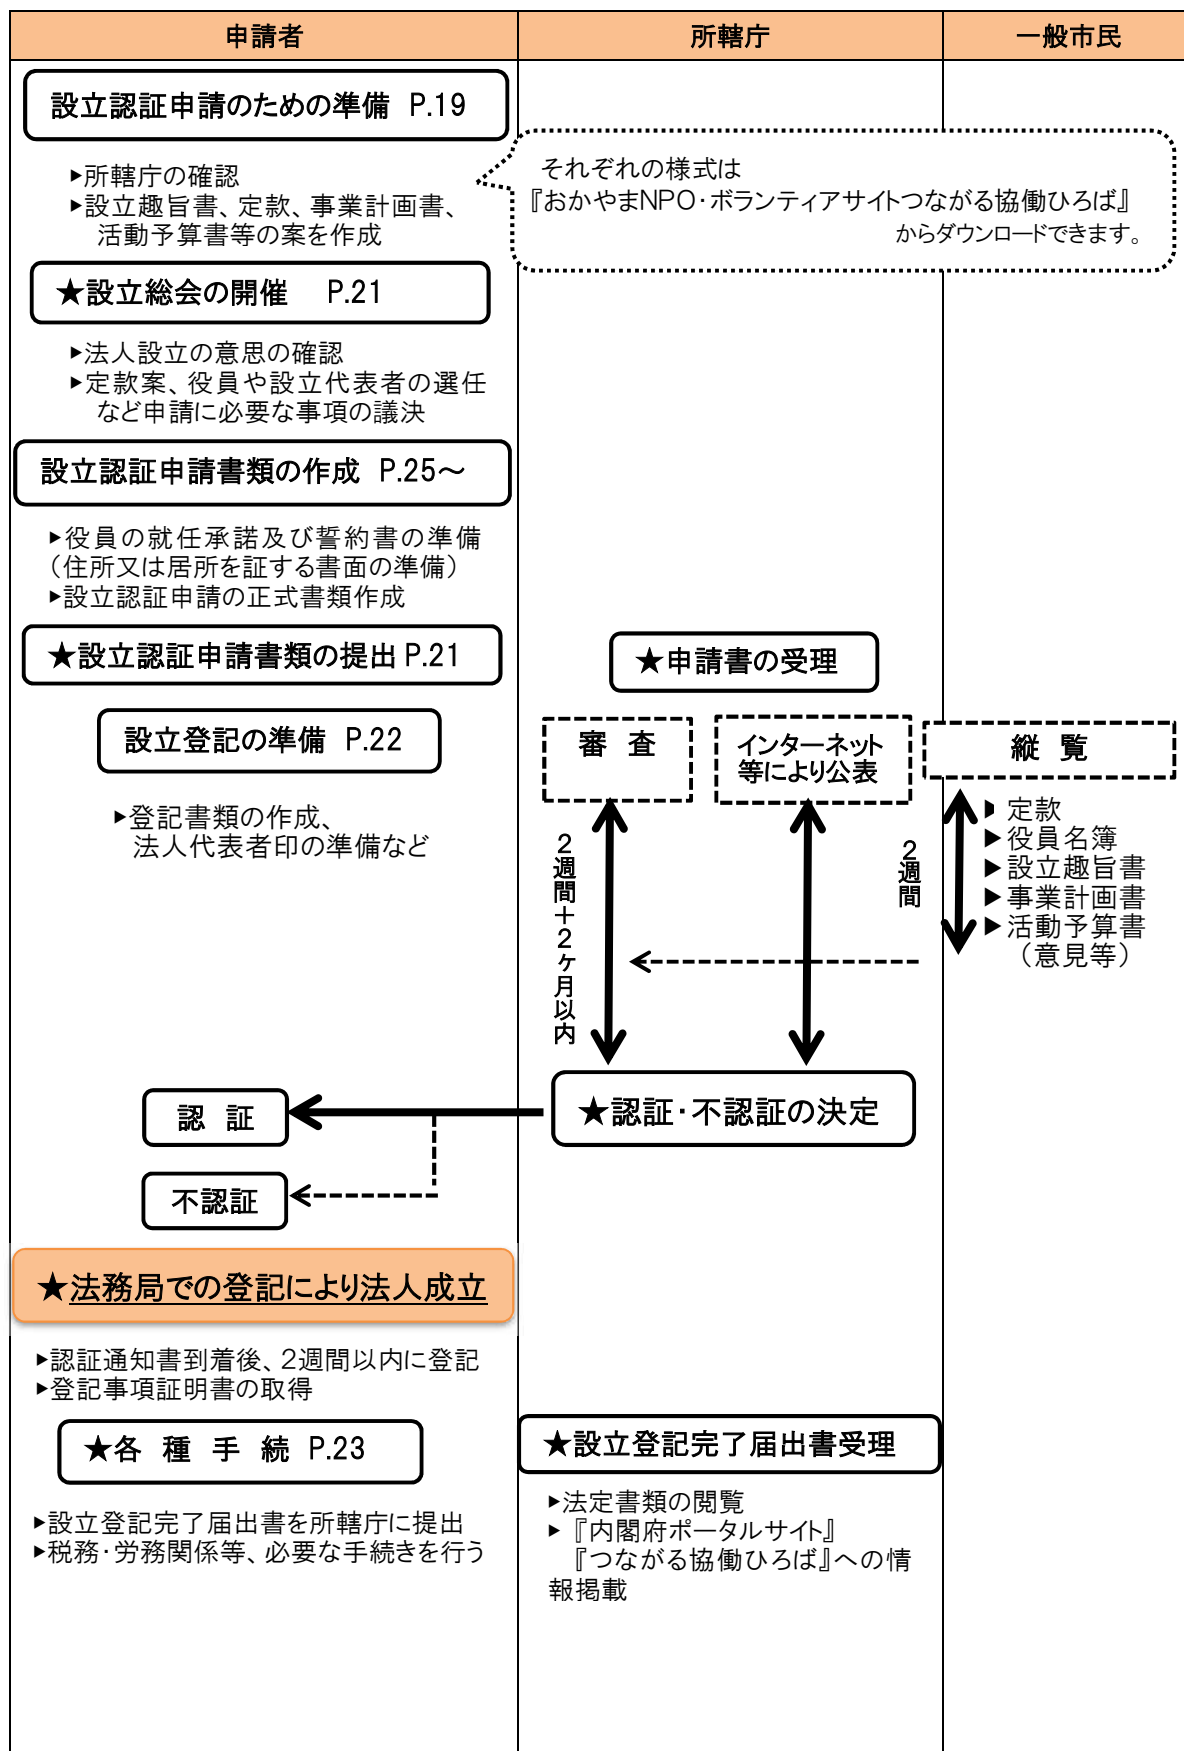 申請者
所轄庁
一般市民
設立認証申請のための準備 P.19
▶所轄庁の確認
▶設立趣旨書、定款、事業計画書、
活動予算書等の案を作成
それぞれの様式は
『おかやまNPO・ボランティアサイトつながる協働ひろば』
からダウンロードできます。
★設立総会の開催 P.21
▶法人設立の意思の確認
▶定款案、役員や設立代表者の選任
など申請に必要な事項の議決
設立認証申請書類の作成 P.25～
▶役員の就任承諾及び誓約書の準備
（住所又は居所を証する書面の準備）
▶設立認証申請の正式書類作成
★設立認証申請書類の提出 P.21
★申請書の受理
設立登記の準備 P.22
▶登記書類の作成、
法人代表者印の準備など
審 査
インターネット
等により公表
縦 覧
2週間＋2ヶ月以内
2週間
▶定款
▶役員名簿
▶設立趣旨書
▶事業計画書
▶活動予算書
（意見等）
★認証・不認証の決定
認 証
不認証
★法務局での登記により法人成立
▶認証通知書到着後、2週間以内に登記
▶登記事項証明書の取得
★各 種 手 続 P.23
▶設立登記完了届出書を所轄庁に提出
▶税務・労務関係等、必要な手続きを行う
★設立登記完了届出書受理
▶法定書類の閲覧
▶『内閣府ポータルサイト』
『つながる協働ひろば』への情
報掲載